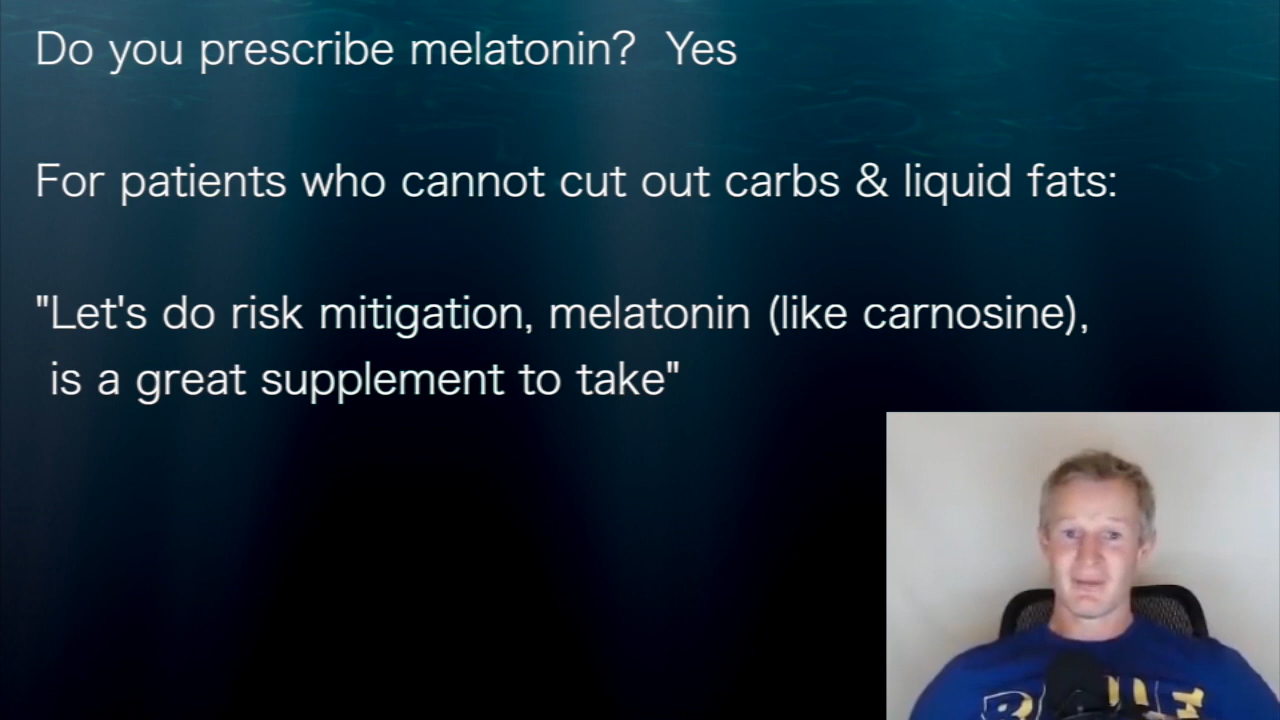 Do you prescribe melatonin? Yes
For patients who cannot cut out carbs & liquid fats:
"Let's do risk mitigation, melatonin (like carnosine),
is a great supplement to take"